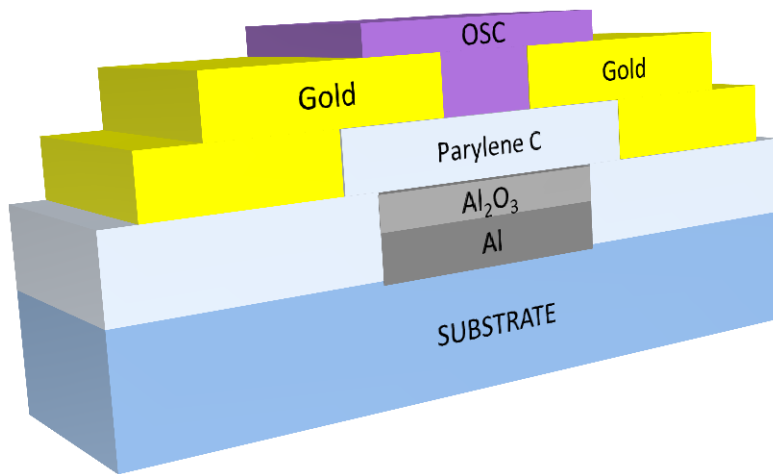 OSC
Gold
Gold
Parylene C
Al₂O₃
Al
SUBSTRATE